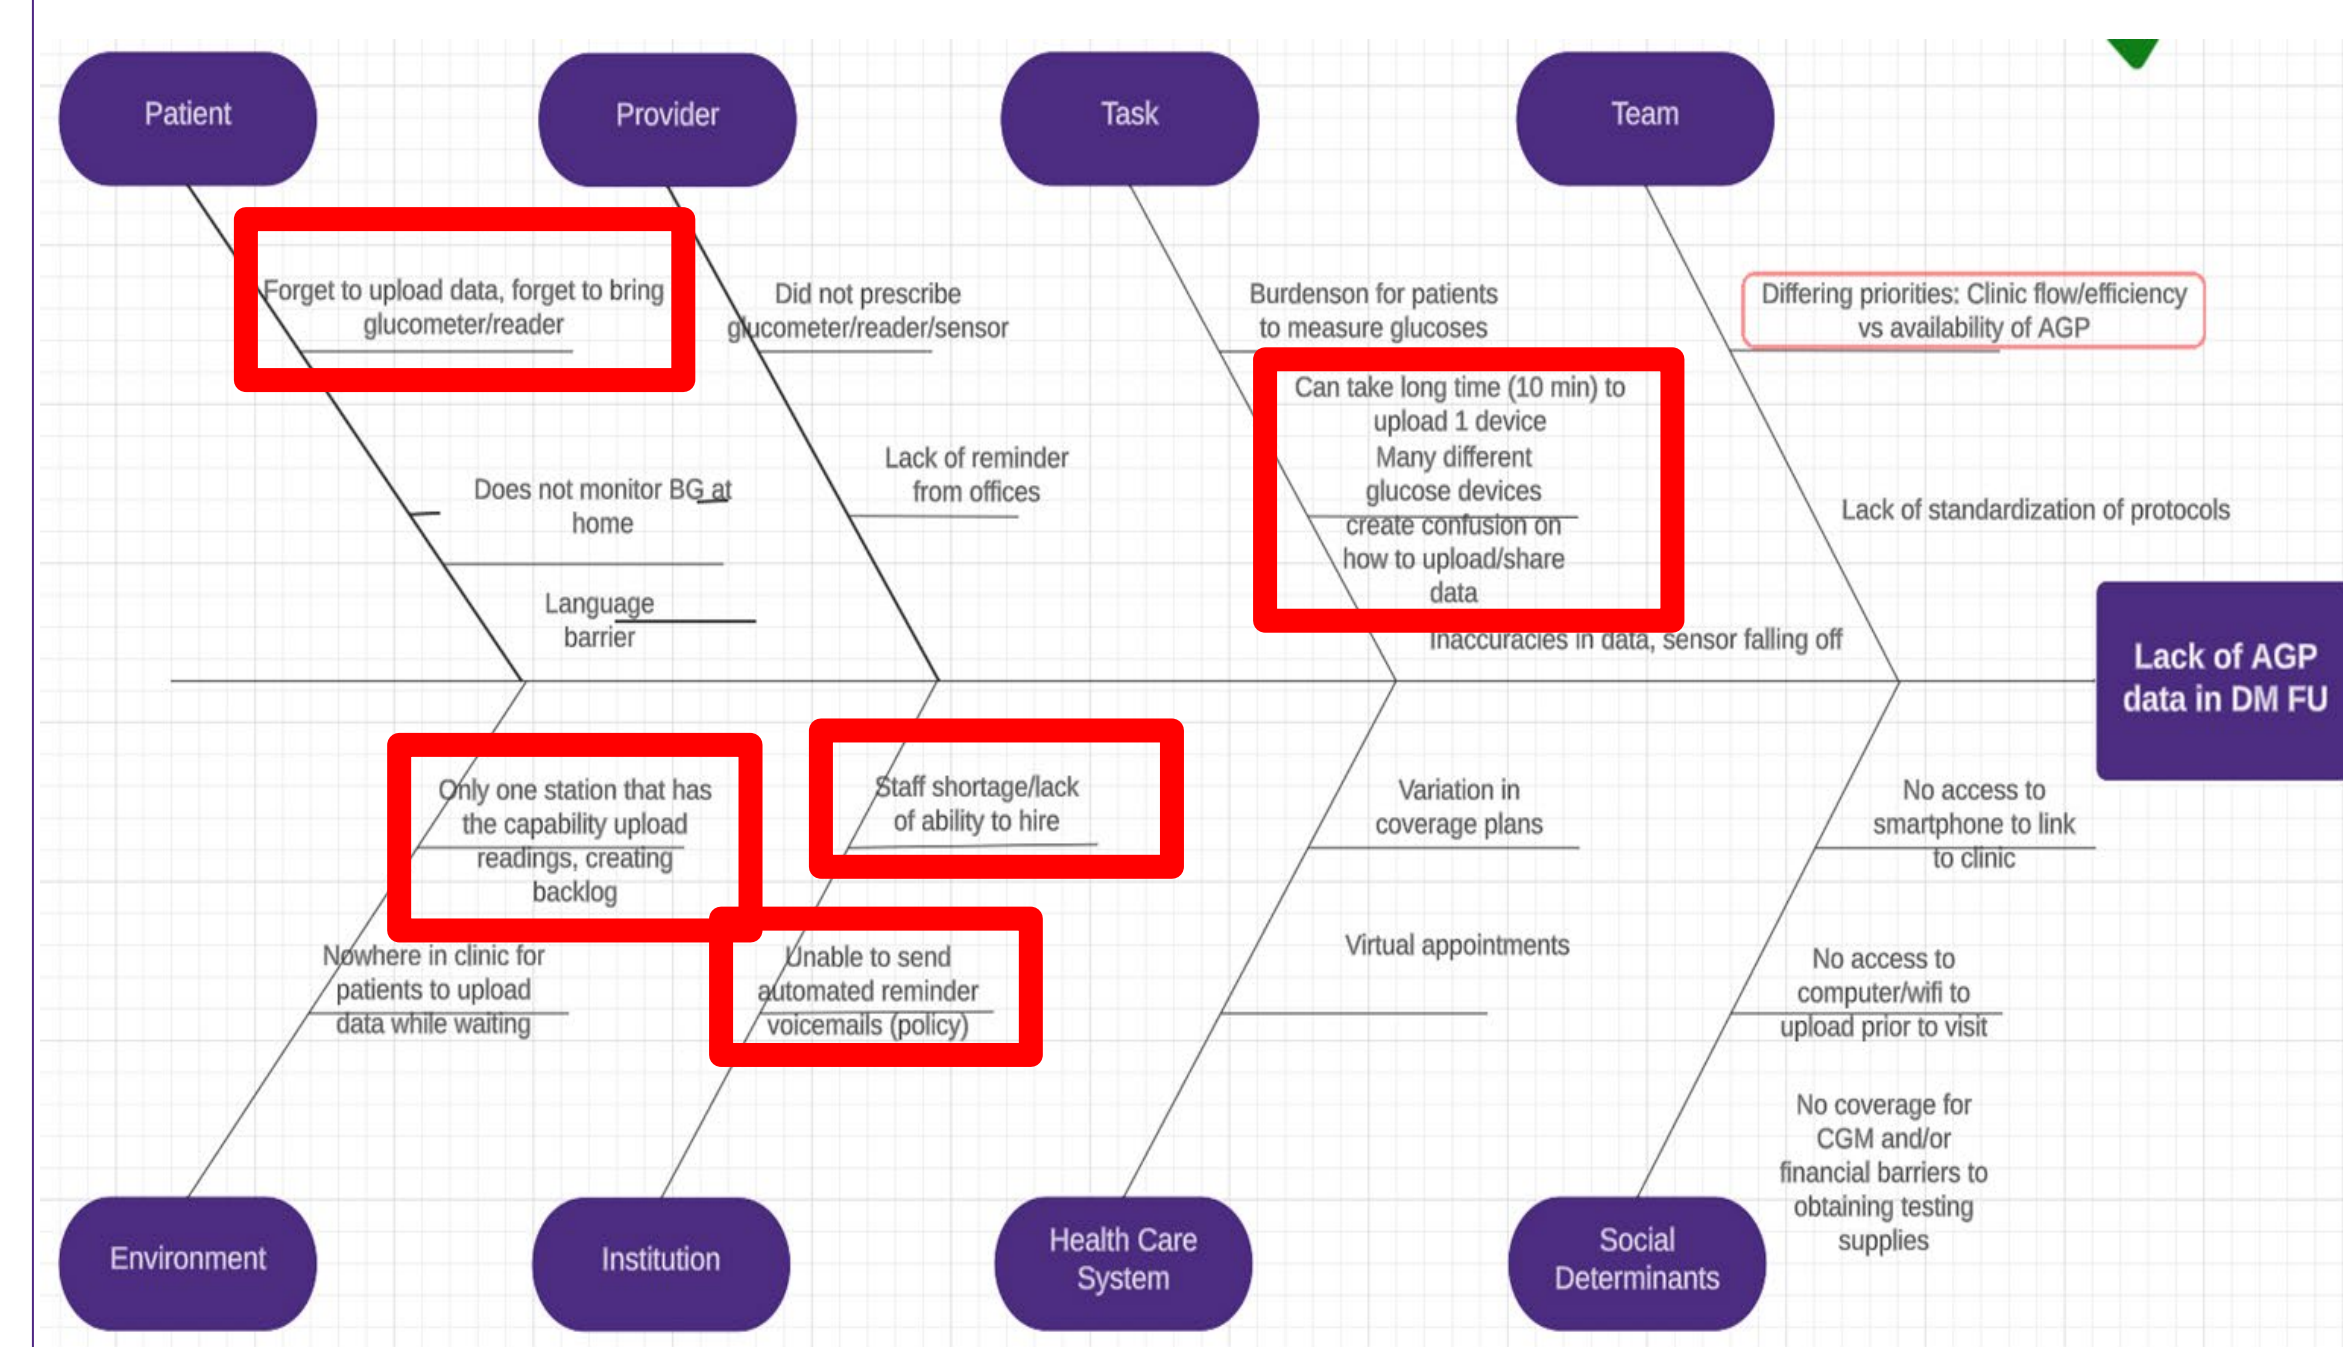 Patient
Provider
Task
Team
Forget to upload data, forget to bring
glucometer/reader
Did not prescribe
glucometer/reader/sensor
Burdenson for patients
to measure glucoses
Differing priorities: Clinic flow/efficiency
vs availability of AGP
Can take long time (10 min) to
upload 1 device
Many different
glucose devices
create confusion on
how to upload/share
data
Does not monitor BG at
home
Lack of reminder
from offices
Lack of standardization of protocols
Language
barrier
Inaccuracies in data, sensor falling off
Lack of AGP
data in DM FU
Only one station that has
the capability upload
readings, creating
backlog
Staff shortage/lack
of ability to hire
Variation in
coverage plans
No access to
smartphone to link
to clinic
Nowhere in clinic for
patients to upload
data while waiting
Unable to send
automated reminder
voicemails (policy)
Virtual appointments
No access to
computer/wifi to
upload prior to visit
No coverage for
CGM and/or
financial barriers to
obtaining testing
supplies
Environment
Institution
Health Care
System
Social
Determinants